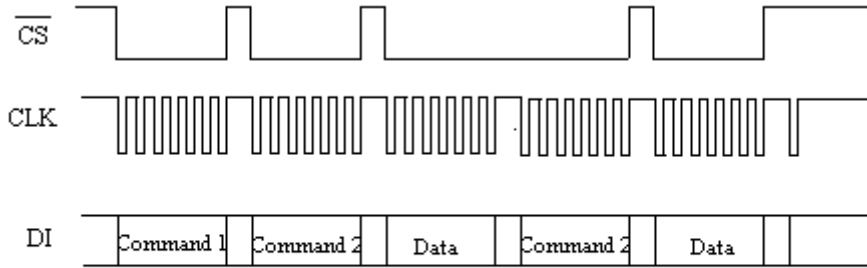 CS
CLK
DI
Command 1
Command 2
Data
Command 2
Data